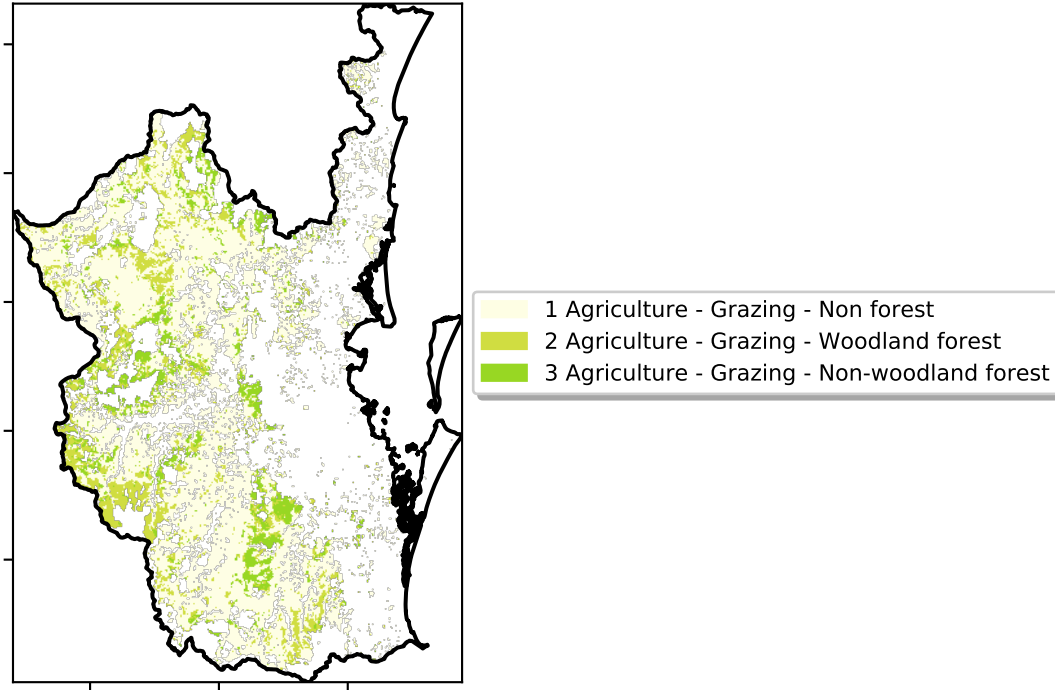 1 Agriculture - Grazing - Non forest
2 Agriculture - Grazing - Woodland forest
3 Agriculture - Grazing - Non-woodland forest